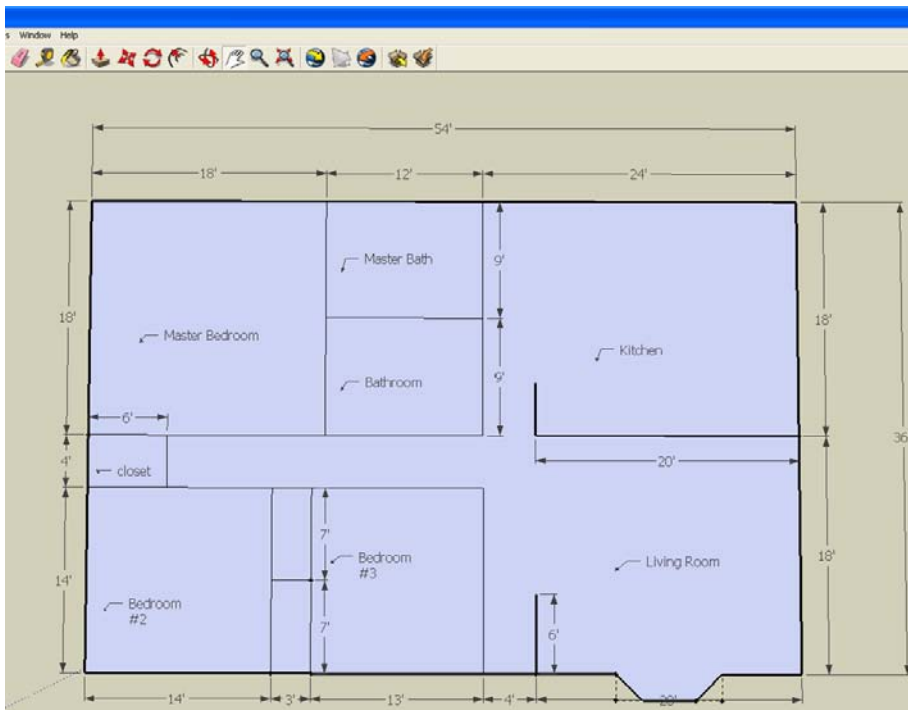 s Window Help
54'
18' 12' 24'
Master Bath
9'
18'
18'
Master Bedroom
Kitchen
Bathroom
9'
6'
36
4'
closet
20'
7'
Bedroom
#3
Living Room
18'
14'
Bedroom
#2
7'
6'
14' 3' 13' 4' 20'